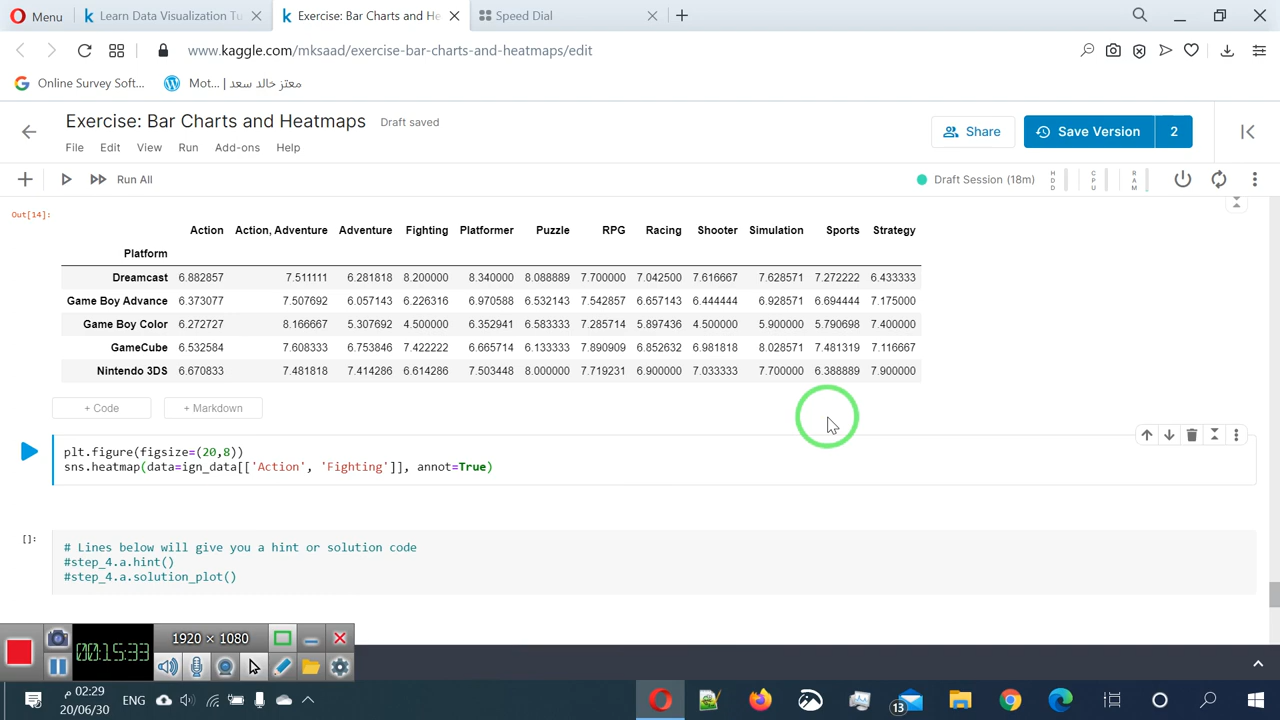 Menu
Learn Data Visualization Tu
Exercise: Bar Charts and He
Speed Dial
www.kaggle.com/mksaad/exercise-bar-charts-and-heatmaps/edit
Online Survey Soft...
Mot... | معتز خالد سعد
Exercise: Bar Charts and Heatmaps
Draft saved
Share
Save Version
2
File
Edit
View
Run
Add-ons
Help
Run All
Draft Session (18m)
HDD
CPU
RAM
Out[14]:
Action Action, Adventure Adventure Fighting Platformer Puzzle RPG Racing Shooter Simulation Sports Strategy
Platform
Dreamcast 6.882857 7.511111 6.281818 8.200000 8.340000 8.088889 7.700000 7.042500 7.616667 7.628571 7.272222 6.433333
Game Boy Advance 6.373077 7.507692 6.057143 6.226316 6.970588 6.532143 7.542857 6.657143 6.444444 6.928571 6.694444 7.175000
Game Boy Color 6.272727 8.166667 5.307692 4.500000 6.352941 6.583333 7.285714 5.897436 4.500000 5.900000 5.790698 7.400000
GameCube 6.532584 7.608333 6.753846 7.422222 6.665714 6.133333 7.890909 6.852632 6.981818 8.028571 7.481319 7.116667
Nintendo 3DS 6.670833 7.481818 7.414286 6.614286 7.503448 8.000000 7.719231 6.900000 7.033333 7.700000 6.388889 7.900000
+ Code
+ Markdown
plt.figure(figsize=(20,8))
sns.heatmap(data=ign_data[['Action', 'Fighting']], annot=True)
[]:
# Lines below will give you a hint or solution code
#step_4.a.hint()
#step_4.a.solution_plot()
00:15:33
1920 × 1080
02:29 م
20/06/30
ENG
13